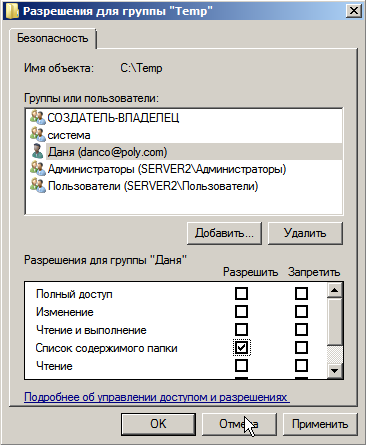 Разрешения для группы "Temp"
Безопасность
Имя объекта: C:\Temp
Группы или пользователи:
СОЗДАТЕЛЬ-ВЛАДЕЛЕЦ
система
Даня (danco@poly.com)
Администраторы (SERVER2\Администраторы)
Пользователи (SERVER2\Пользователи)
Добавить... Удалить
Разрешения для группы "Даня" Разрешить Запретить
Полный доступ
Изменение
Чтение и выполнение
Список содержимого папки
Чтение
Подробнее об управлении доступом и разрешениях
OK Отмена Применить